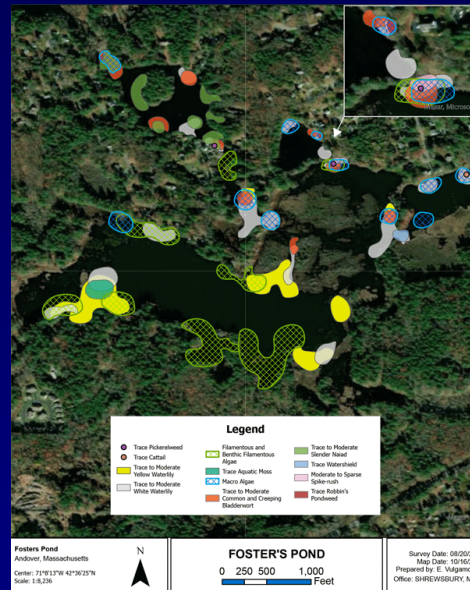 Maxar, Microso
Legend
Trace Pickerelweed
Trace Cattail
Trace to Moderate
Yellow Waterlily
Trace to Moderate
White Waterlily
Filamentous and
Benthic Filamentous
Algae
Trace Aquatic Moss
Macro Algae
Trace to Moderate
Common and Creeping
Bladderwort
Trace to Moderate
Slender Naiad
Trace Watershield
Moderate to Sparse
Spike-rush
Trace Robbin's
Pondweed
Fosters Pond
Andover, Massachusetts
Center: 71°8'13"W 42°36'25"N
Scale: 1:8,236
N
FOSTER'S POND
0 250 500 1,000
Feet
Survey Date: 08/20/
Map Date: 10/16/
Prepared by: E. Vulgamo
Office: SHREWSBURY, M